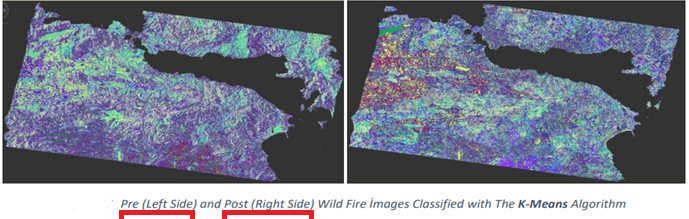 Pre (Left Side) and Post (Right Side) Wild Fire İmages Classified with The K-Means Algorithm